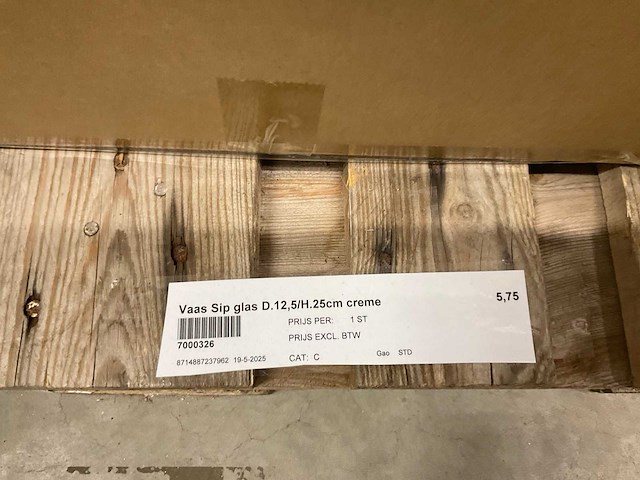 Vaas Sip glas D.12,5/H.25cm creme 5,75
PRIJS PER: 1 ST
7000326 PRIJS EXCL. BTW
8714887237962 19-5-2025 CAT: C Gao STD